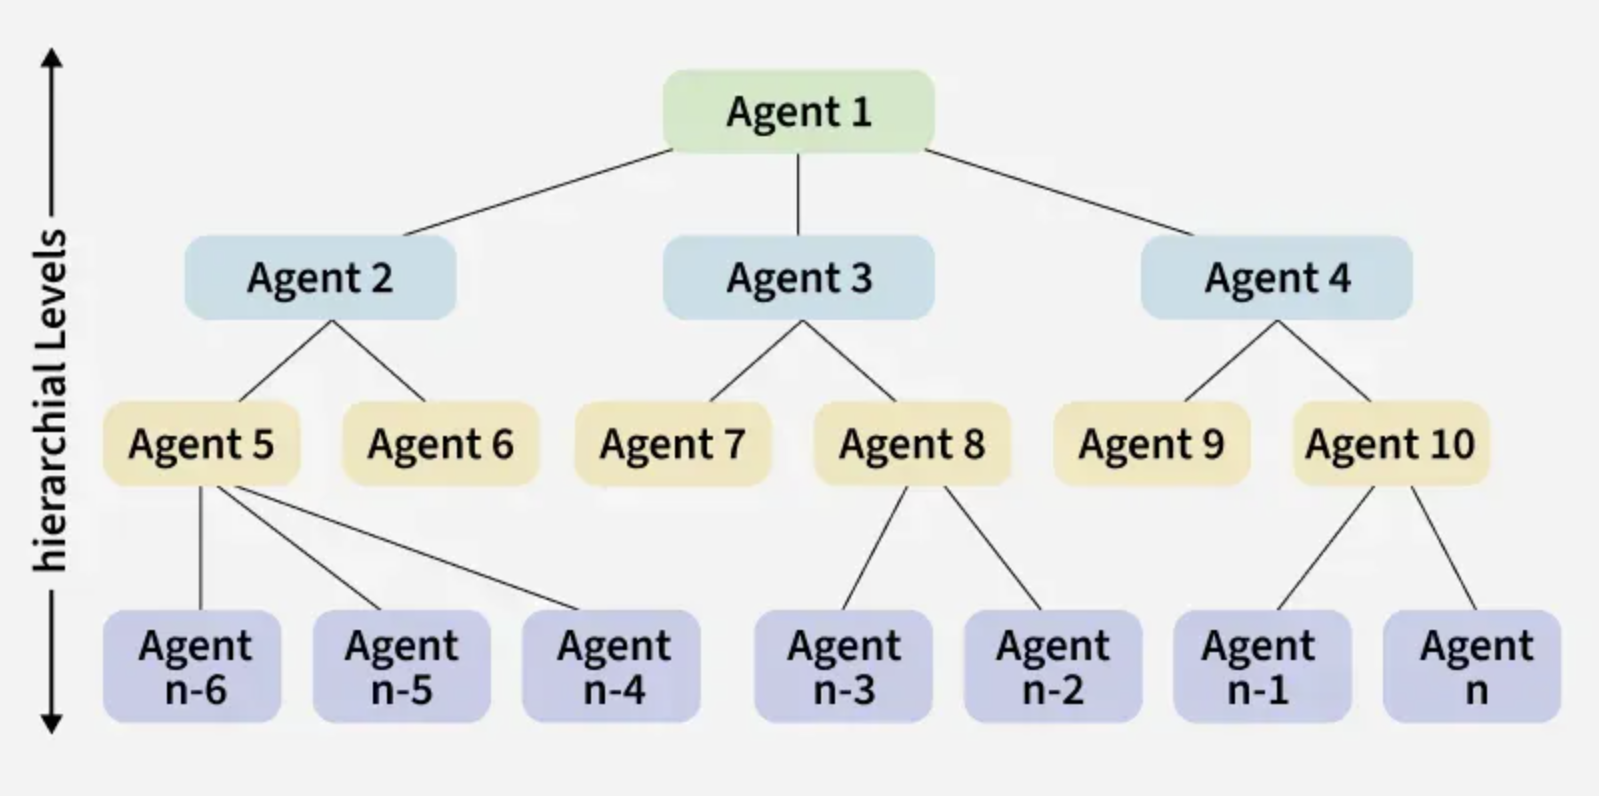 hierarchial Levels
Agent 1
Agent 2
Agent 3
Agent 4
Agent 5
Agent 6
Agent 7
Agent 8
Agent 9
Agent 10
Agent
n-6
Agent
n-5
Agent
n-4
Agent
n-3
Agent
n-2
Agent
n-1
Agent
n